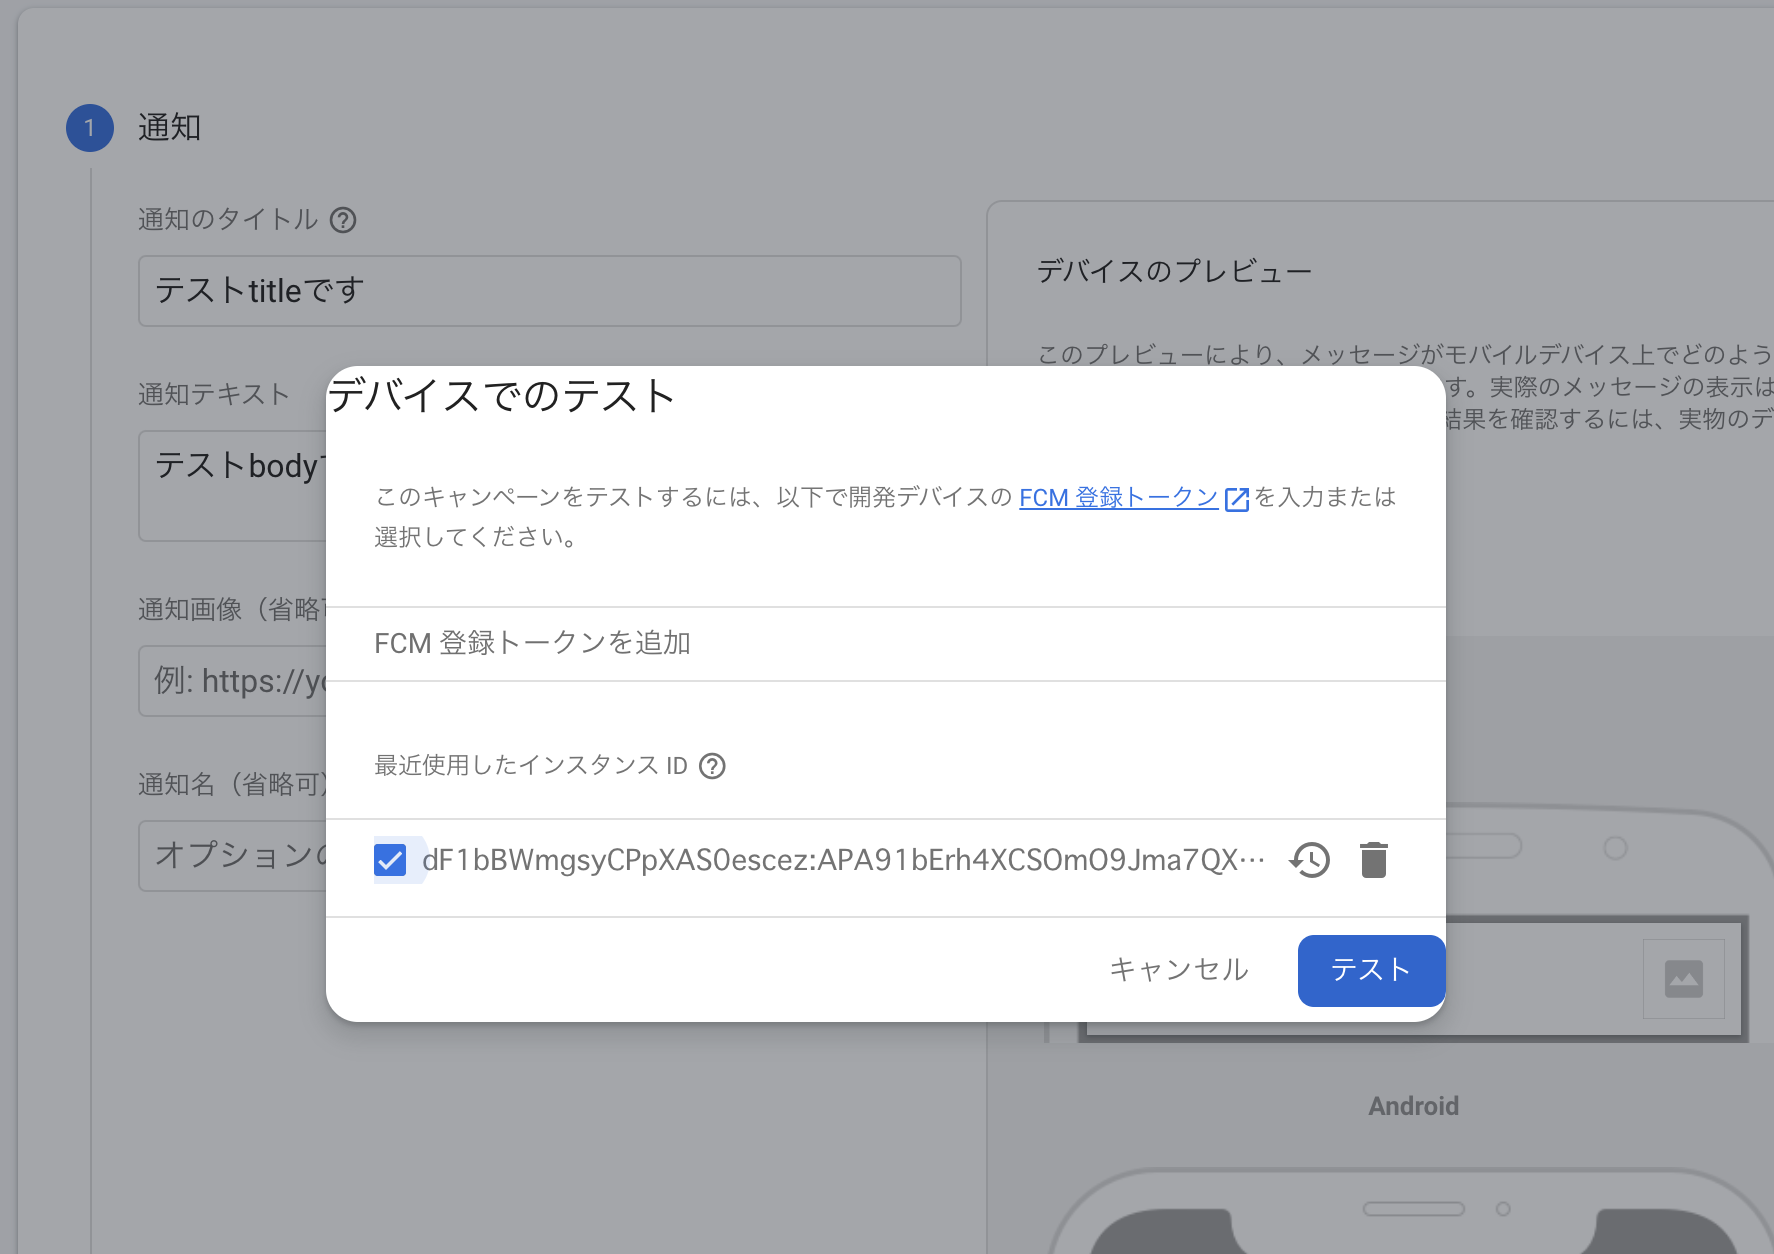 1
通知
通知のタイトル
テストtitleです
デバイスのプレビュー
このプレビューにより、メッセージがモバイルデバイス上でどのよう
す。実際のメッセージの表示は
結果を確認するには、実物のデ
通知テキスト
テストbody
通知画像（省略可
例: https://yo
通知名（省略可）
オプションの
デバイスでのテスト
このキャンペーンをテストするには、以下で開発デバイスの FCM 登録トークン を入力または
選択してください。
FCM 登録トークンを追加
最近使用したインスタンス ID
dF1bBWmgsyCPpXAS0escez:APA91bErh4XCSOmO9Jma7QX…
キャンセル
テスト
Android